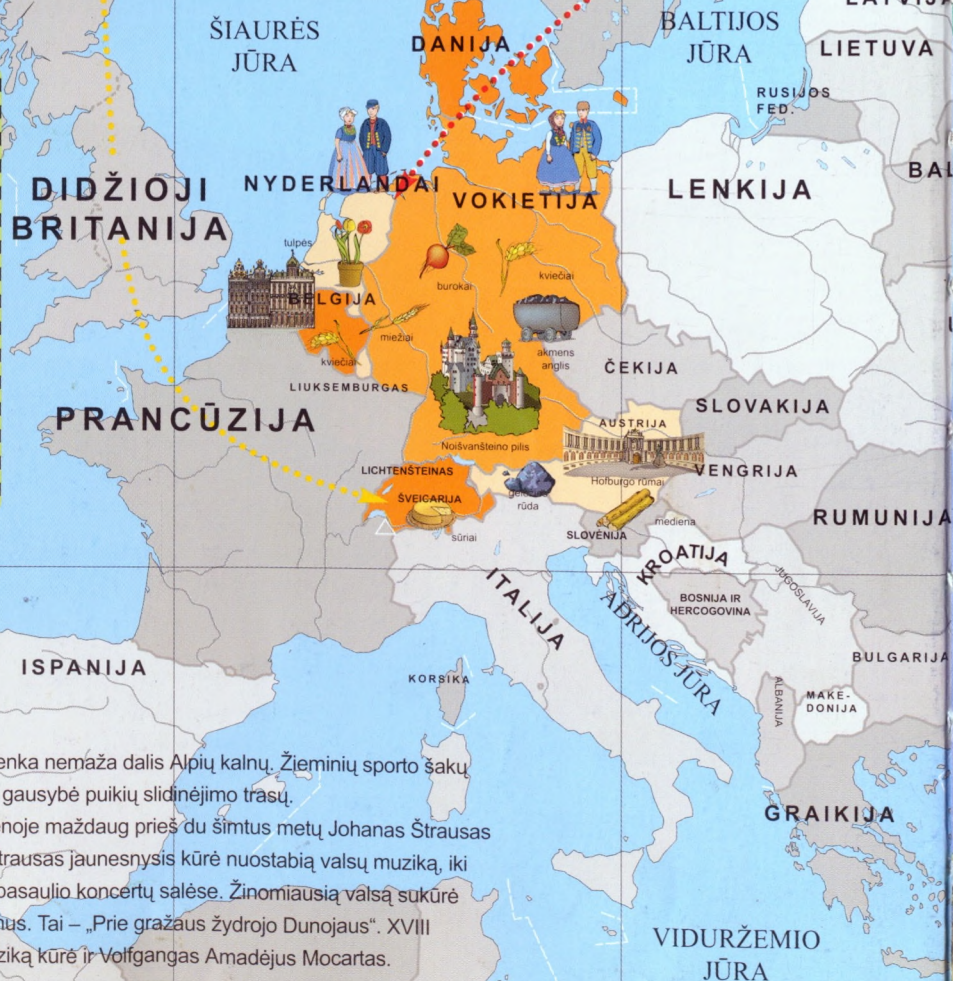 LATVIJA
ŠIAURĖS
JŪRA
DANIJA
BALTIJOS
JŪRA
LIETUVA
RUSIJOS
FED.
DIDŽIOJI
BRITANIJA
NYDERLANDAI
VOKIETIJA
LENKIJA
BAL
tulpės
burokai
kviečiai
BELGIJA
miežiai
kviečiai
akmens
anglis
ČEKIJA
LIUKSEMBURGAS
PRANCŪZIJA
SLOVAKIJA
AUSTRIJA
Noišvanšteino pilis
LICHTENŠTEINAS
VENGRIJA
Hofburgo rūmai
ŠVEICARIJA
rūda
sūriai
mediena
RUMUNIJA
SLOVĖNIJA
KROATIJA
ITALIJA
JUGOSLAVIJA
BOSNIJA IR
HERCOGOVINA
ADRIJOS JŪRA
ISPANIJA
BULGARIJA
KORSIKA
ALBANIJA
MAKE-
DONIJA
enka nemaža dalis Alpių kalnų. Žieminių sporto šakų
gausybė puikių slidinėjimo trasų.
noje maždaug prieš du šimtus metų Johanas Štrausas
trausas jaunesnysis kūrė nuostabią valsų muziką, iki
pasaulio koncertų salėse. Žinomiausią valsą sukūrė
nus. Tai – „Prie gražaus žydrojo Dunojaus“. XVIII
ziką kūrė ir Volfgangas Amadėjus Mocartas.
GRAIKIJA
VIDURŽEMIO
JŪRA